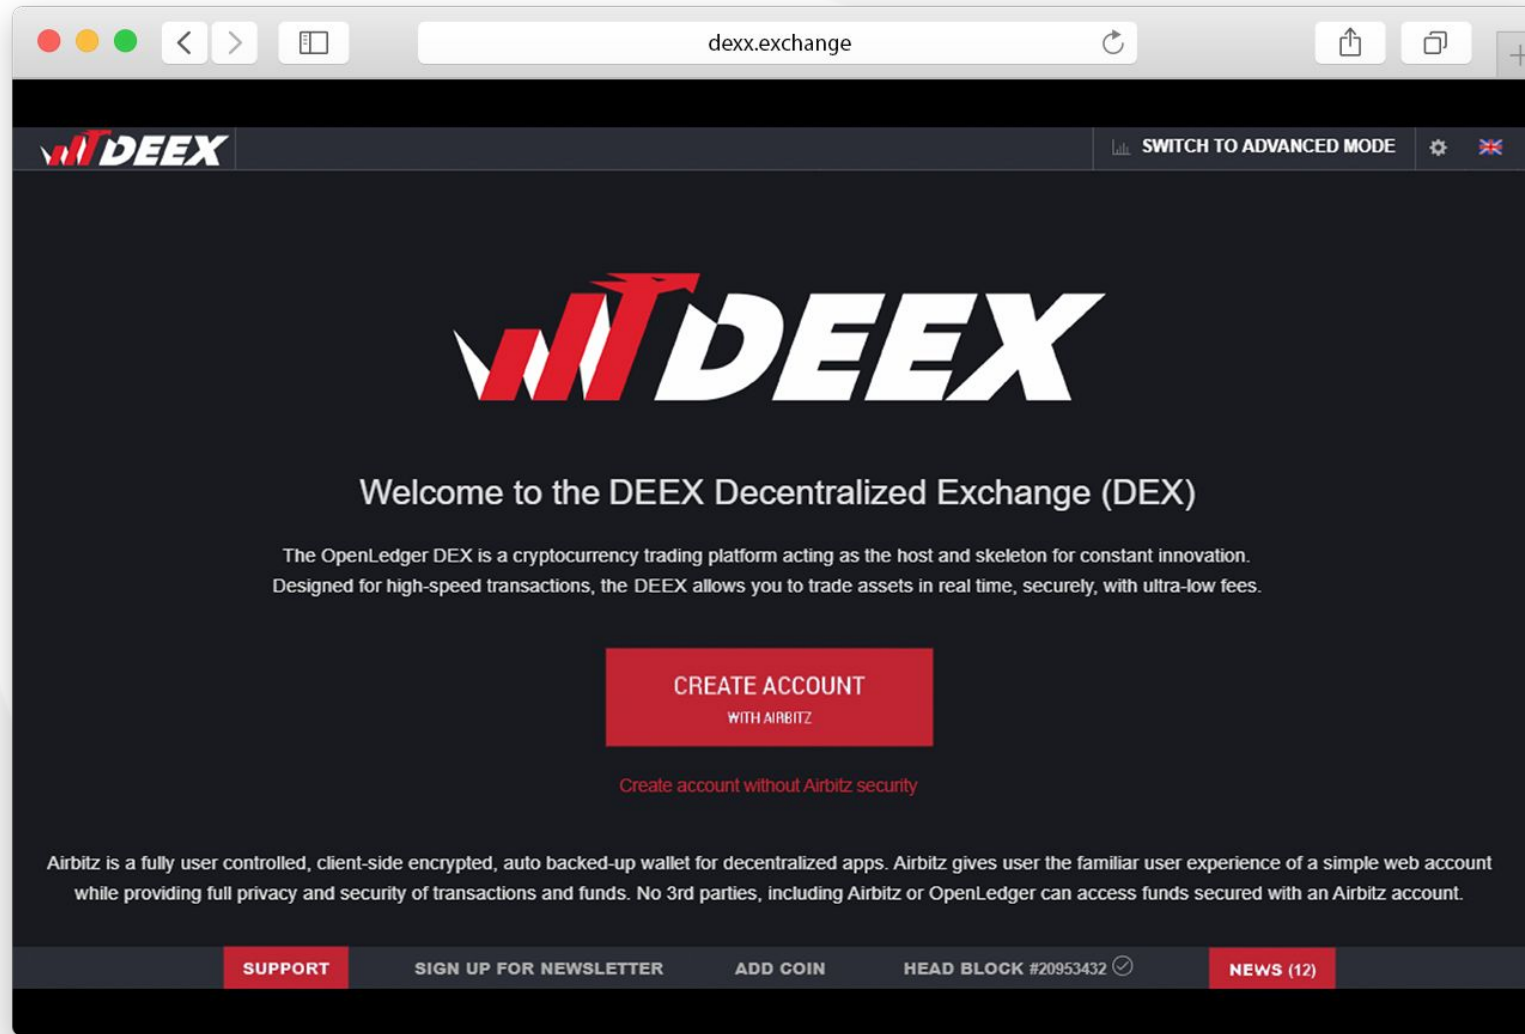 dexx.exchange
DEEX
SWITCH TO ADVANCED MODE
DEEX
Welcome to the DEEX Decentralized Exchange (DEX)
The OpenLedger DEX is a cryptocurrency trading platform acting as the host and skeleton for constant innovation.
Designed for high-speed transactions, the DEEX allows you to trade assets in real time, securely, with ultra-low fees.
CREATE ACCOUNT
WITH AIRBITZ
Create account without Airbitz security
Airbitz is a fully user controlled, client-side encrypted, auto backed-up wallet for decentralized apps. Airbitz gives user the familiar user experience of a simple web account
while providing full privacy and security of transactions and funds. No 3rd parties, including Airbitz or OpenLedger can access funds secured with an Airbitz account.
SUPPORT SIGN UP FOR NEWSLETTER ADD COIN HEAD BLOCK #20953432 NEWS (12)